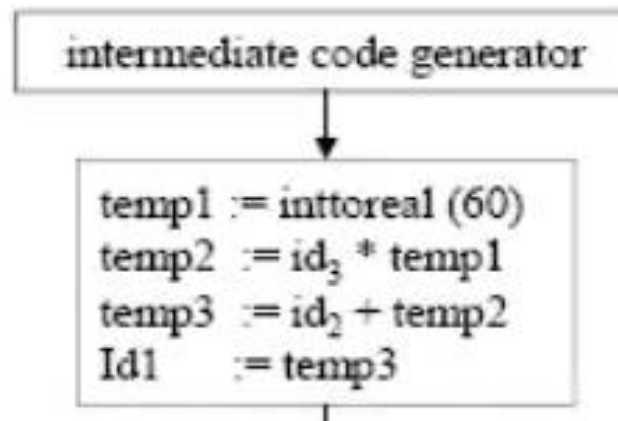 intermediate code generator
temp1 := inttoreal (60)
temp2 := id₃ * temp1
temp3 := id₂ + temp2
Id1 := temp3